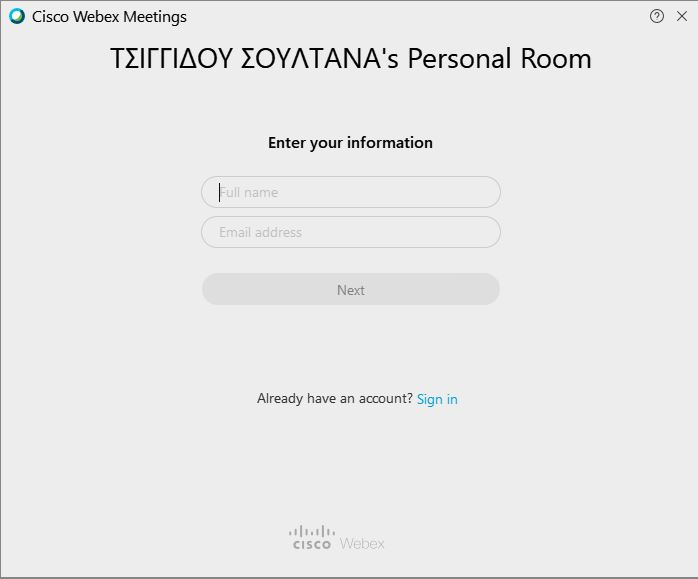 Cisco Webex Meetings
ΤΣΙΓΓΙΔΟΥ ΣΟΥΛΤΑΝΑ's Personal Room
Enter your information
Full name
Email address
Next
Already have an account? Sign in
CISCO Webex